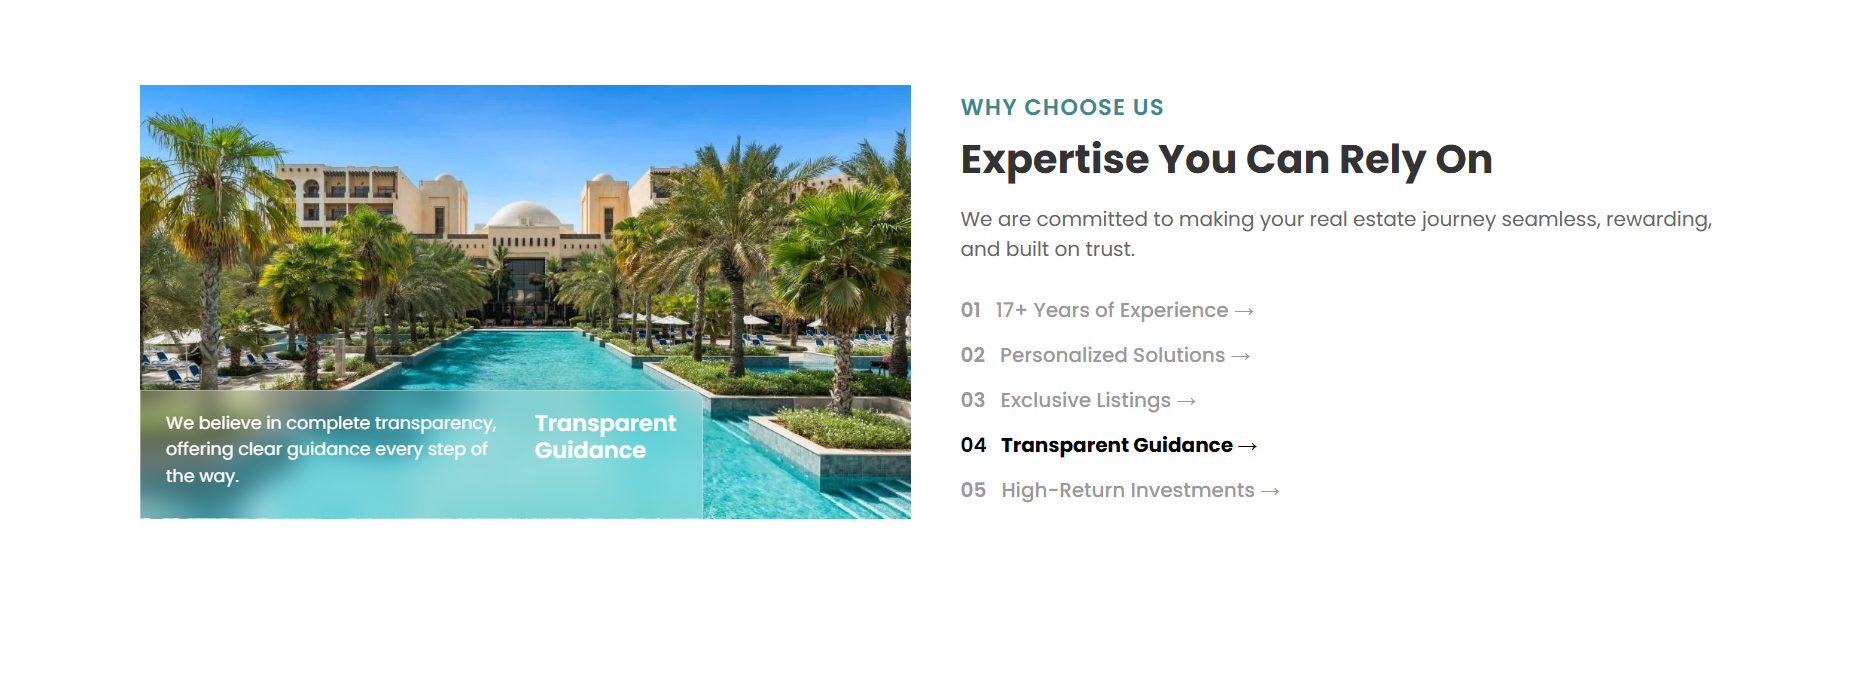 We believe in complete transparency,
offering clear guidance every step of
the way.
Transparent
Guidance
WHY CHOOSE US
Expertise You Can Rely On
We are committed to making your real estate journey seamless, rewarding,
and built on trust.
01 17+ Years of Experience →
02 Personalized Solutions →
03 Exclusive Listings →
04 Transparent Guidance →
05 High-Return Investments →